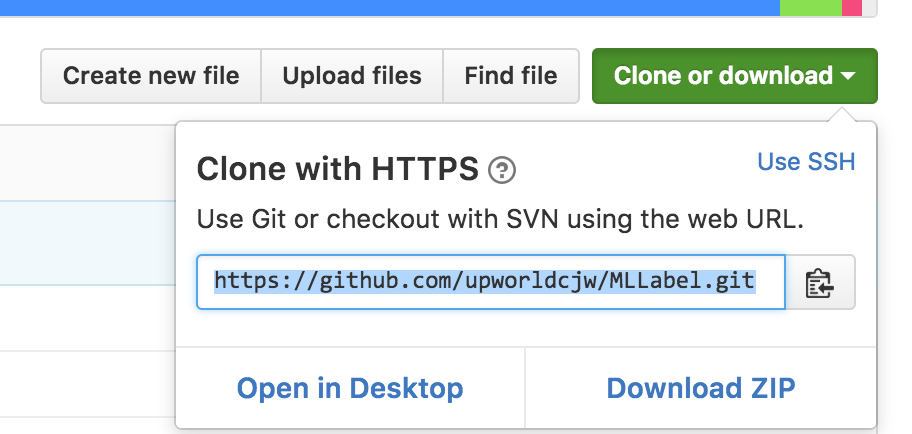 Create new file Upload files Find file Clone or download
Clone with HTTPS ? Use SSH
Use Git or checkout with SVN using the web URL.
https://github.com/upworldcjw/MLLabel.git
Open in Desktop Download ZIP